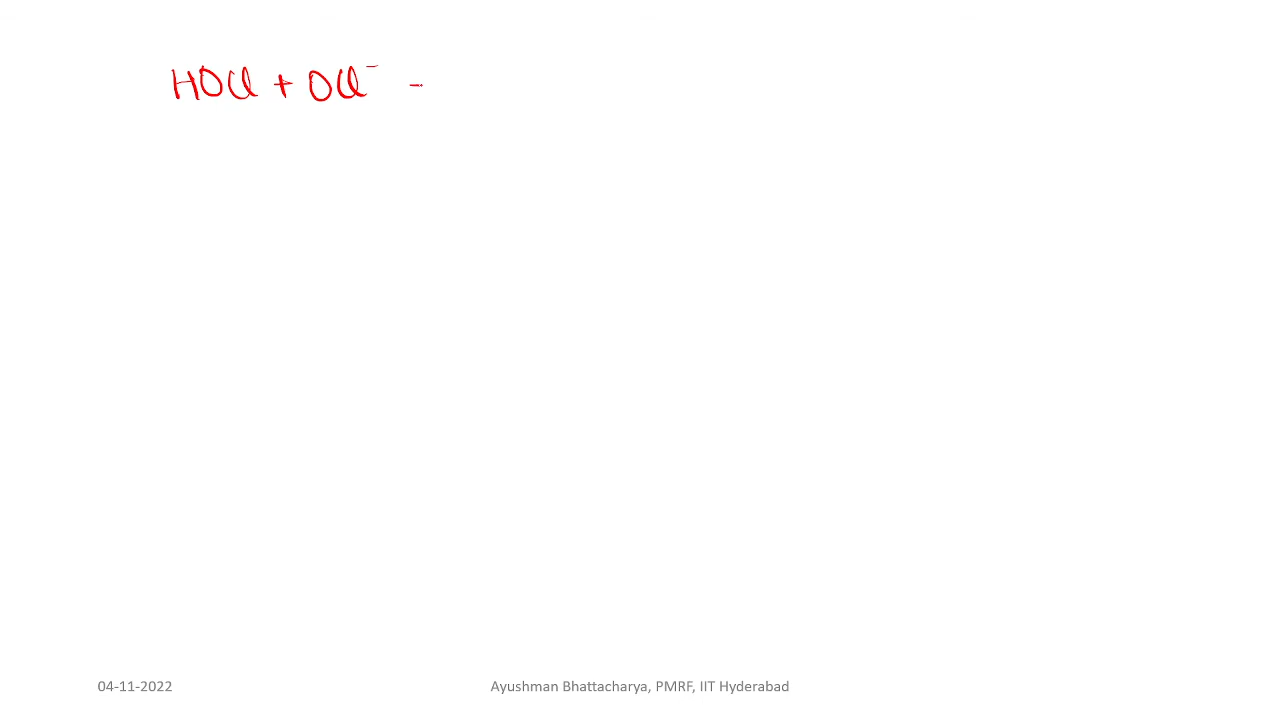 HOCl + OCl⁻ -
04-11-2022
Ayushman Bhattacharya, PMRF, IIT Hyderabad